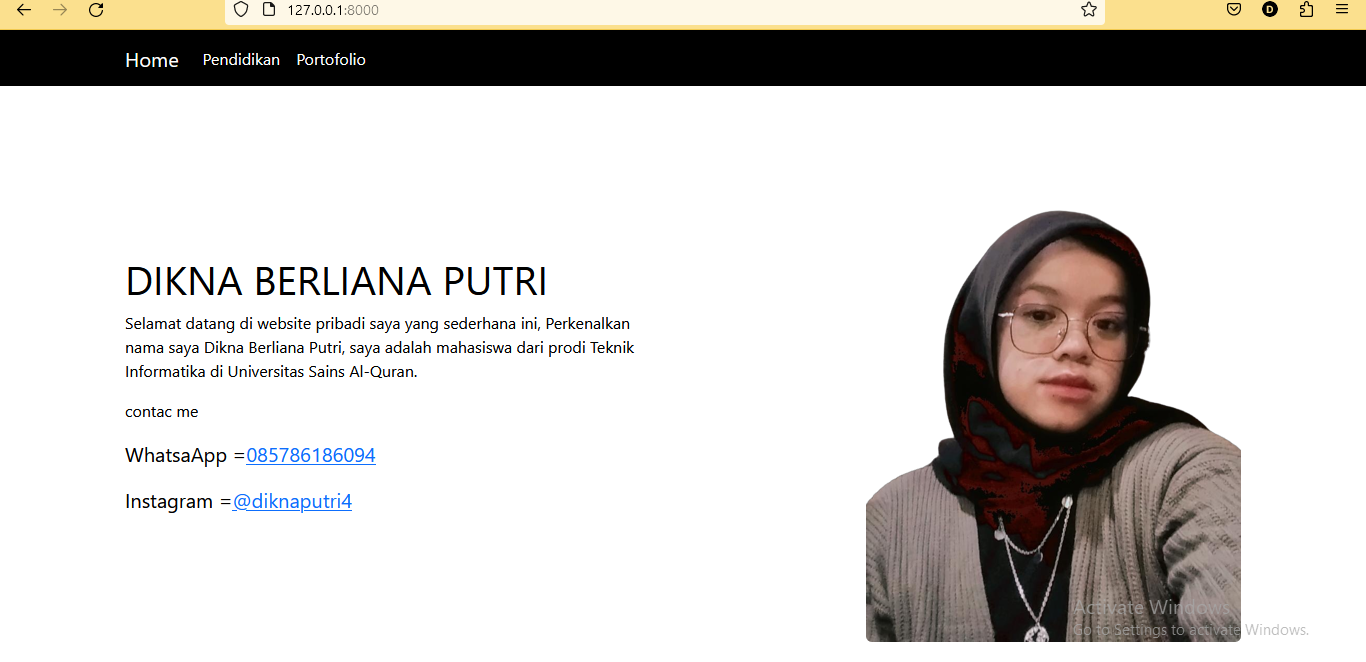 127.0.0.1:8000
D
Home Pendidikan Portofolio
DIKNA BERLIANA PUTRI
Selamat datang di website pribadi saya yang sederhana ini, Perkenalkan
nama saya Dikna Berliana Putri, saya adalah mahasiswa dari prodi Teknik
Informatika di Universitas Sains Al-Quran.
contac me
WhatsaApp =085786186094
Instagram =@diknaputri4
Activate Windows
Go to Settings to activate Windows.